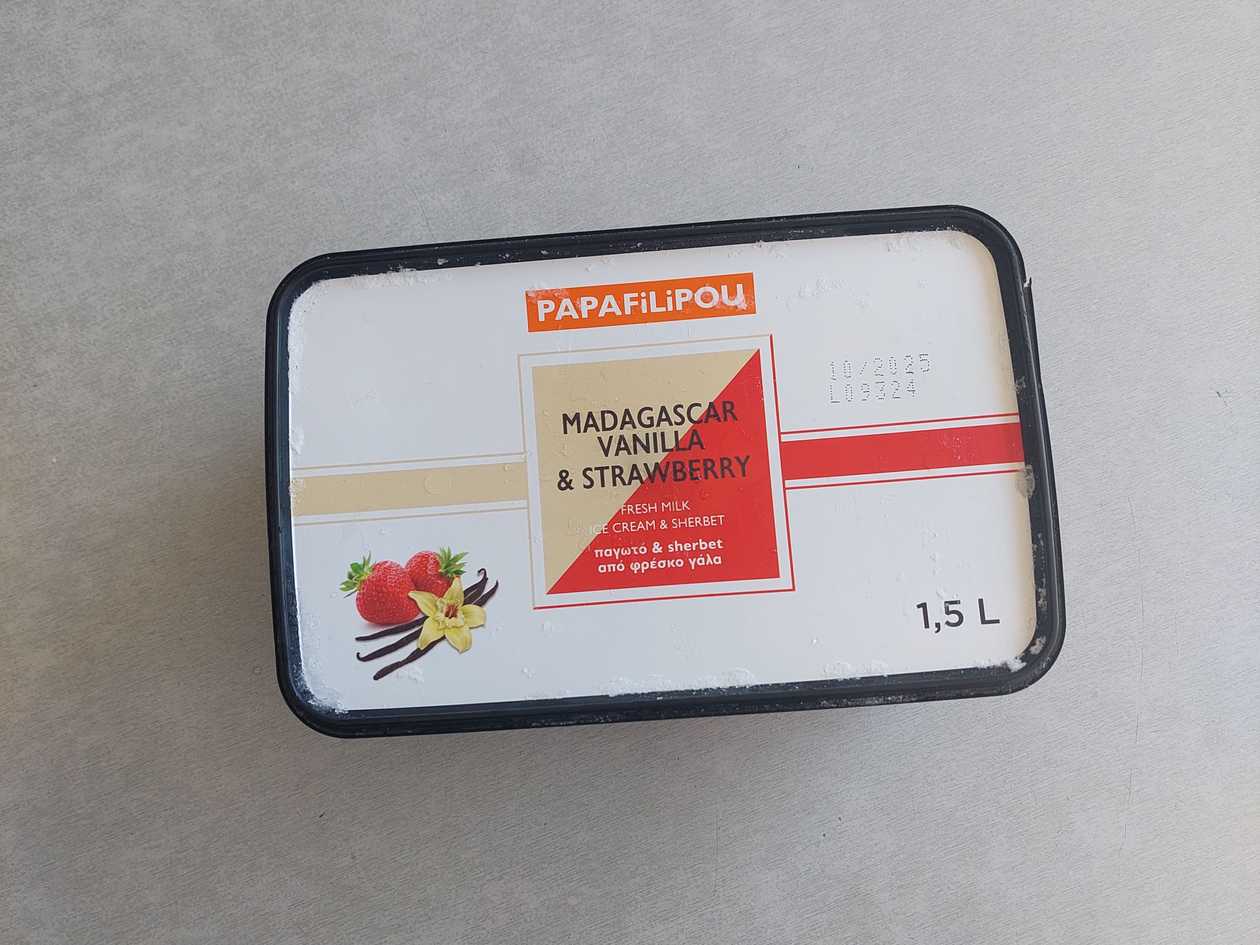 PAPAFiLiPOU
MADAGASCAR
VANILLA
& STRAWBERRY
FRESH MILK
ICE CREAM & SHERBET
παγωτό & sherbet
από φρέσκο γάλα
10/2025
L09324
1,5 L